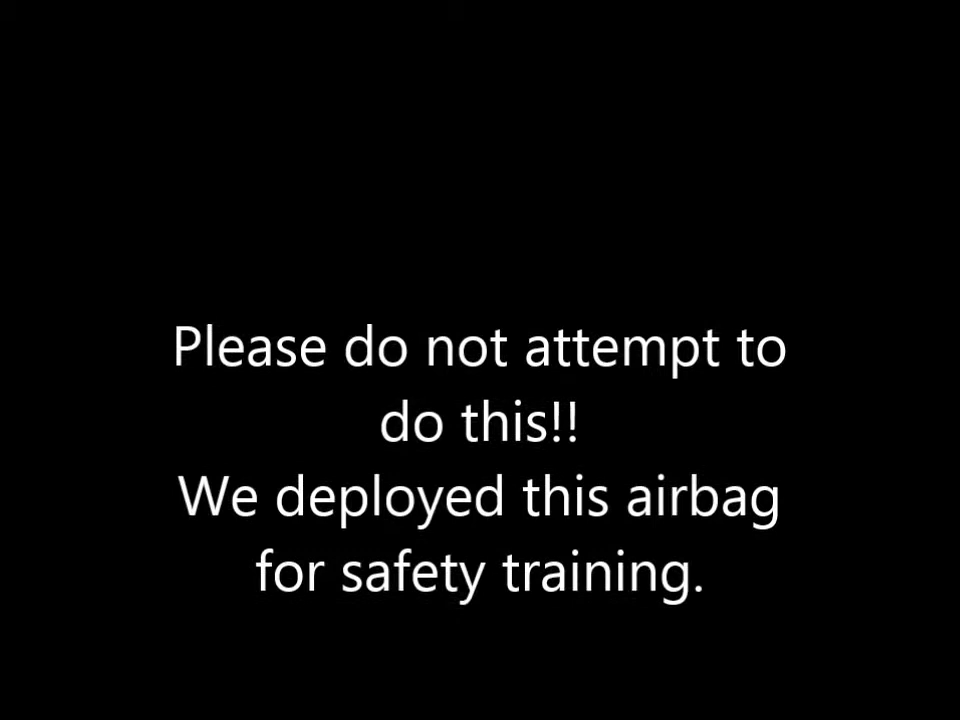 Please do not attempt to
do this!!
We deployed this airbag
for safety training.